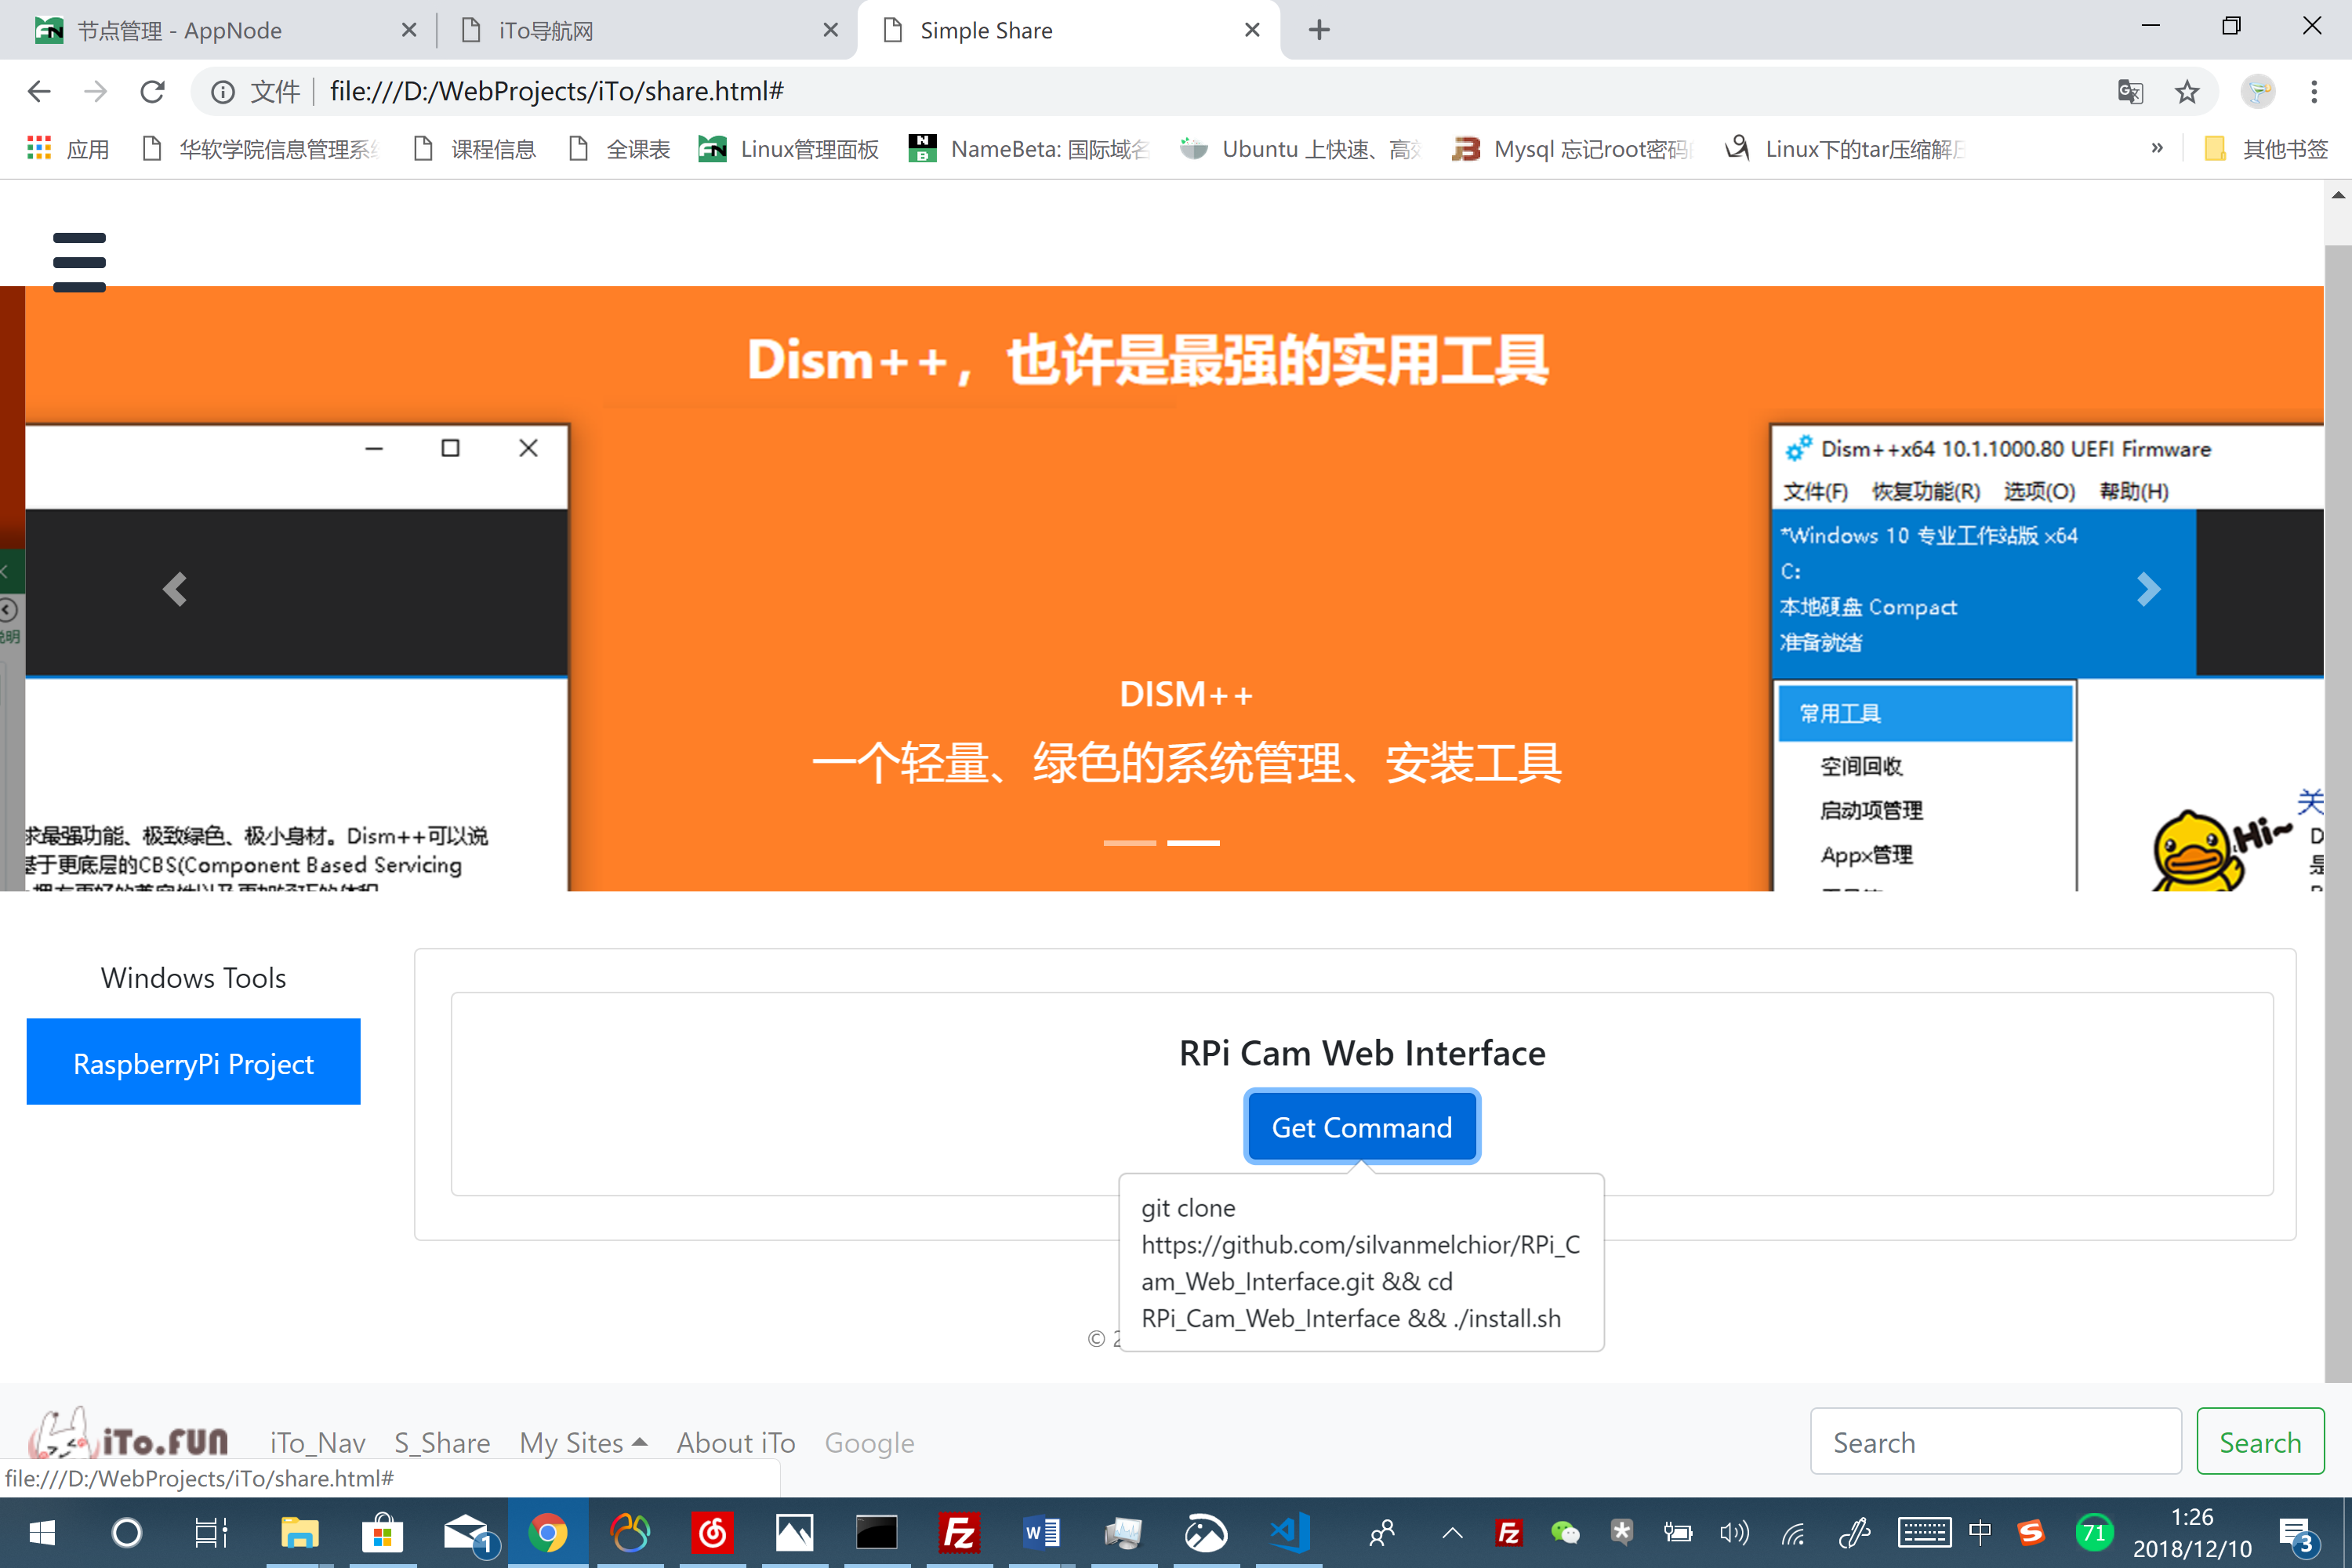 节点管理 - AppNode
iTo导航网
Simple Share
文件
file:///D:/WebProjects/iTo/share.html#
应用
华软学院信息管理系
课程信息
全课表
Linux管理面板
NB
NameBeta: 国际域名
Ubuntu 上快速、高
Mysql 忘记root密码
Linux下的tar压缩解
»
其他书签
Dism++，也许是最强的实用工具
Dism++x64 10.1.1000.80 UEFI Firmware
文件(F) 恢复功能(R) 选项(O) 帮助(H)
*Windows 10 专业工作站版 x64
C:
本地硬盘 Compact
准备就绪
说明
DISM++
一个轻量、绿色的系统管理、安装工具
常用工具
空间回收
启动项管理
Appx管理
Hi~
关
求最强功能、极致绿色、极小身材。Dism++可以说
基于更底层的CBS(Component Based Servicing
Windows Tools
RaspberryPi Project
RPi Cam Web Interface
Get Command
git clone
https://github.com/silvanmelchior/RPi_C
am_Web_Interface.git && cd
RPi_Cam_Web_Interface && ./install.sh
© 2
iTo.FUN
iTo_Nav
S_Share
My Sites
About iTo
Google
Search
Search
file:///D:/WebProjects/iTo/share.html#
1
中
71
1:26
2018/12/10
3